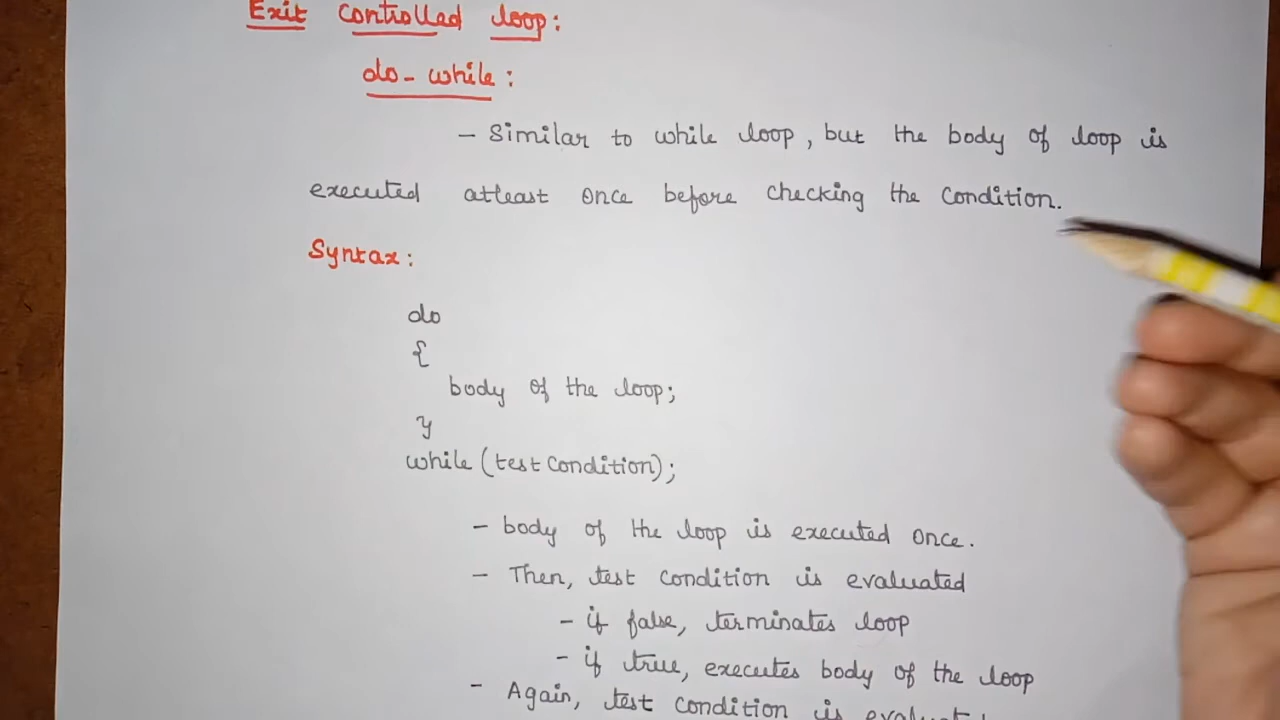 Exit controlled loop:
do-while:
- Similar to while loop, but the body of loop is
executed atleast once before checking the condition.
Syntax:
do
{
body of the loop;
}
while (test condition);
- body of the loop is executed once.
- Then, test condition is evaluated
- if false, terminates loop
- if true, executes body of the loop
- Again, test condition is evaluated